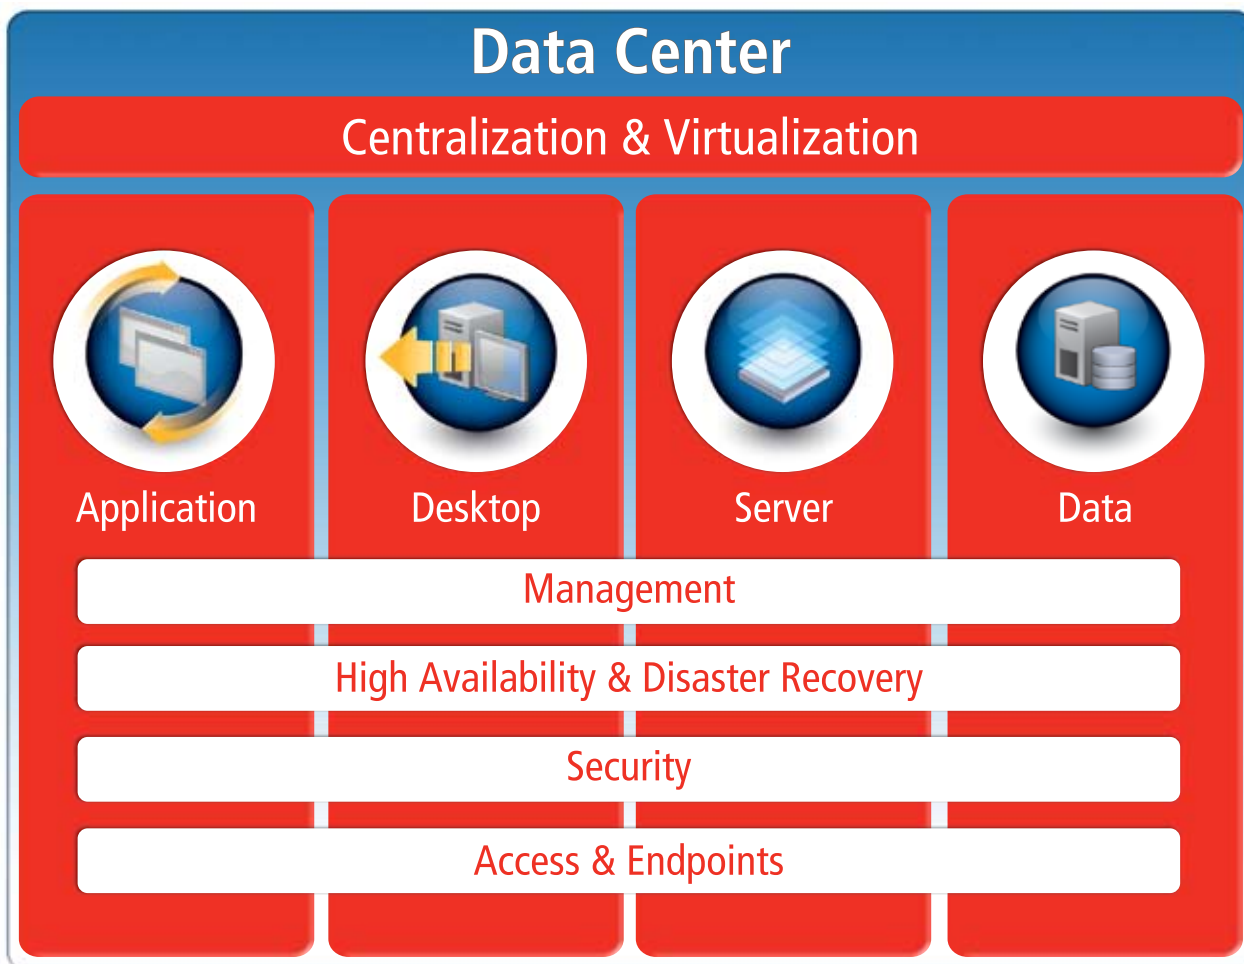 Data Center
Centralization & Virtualization
Application
Desktop
Server
Data
Management
High Availability & Disaster Recovery
Security
Access & Endpoints